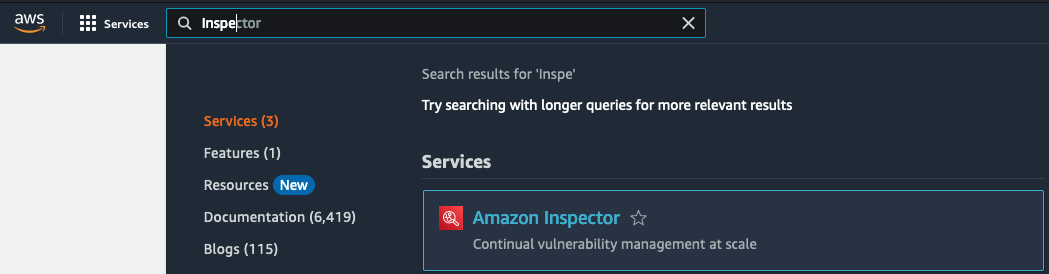 aws Services Inspector
Search results for 'Inspe'
Try searching with longer queries for more relevant results
Services (3)
Features (1)
Resources New
Documentation (6,419)
Blogs (115)
Services
Amazon Inspector
Continual vulnerability management at scale